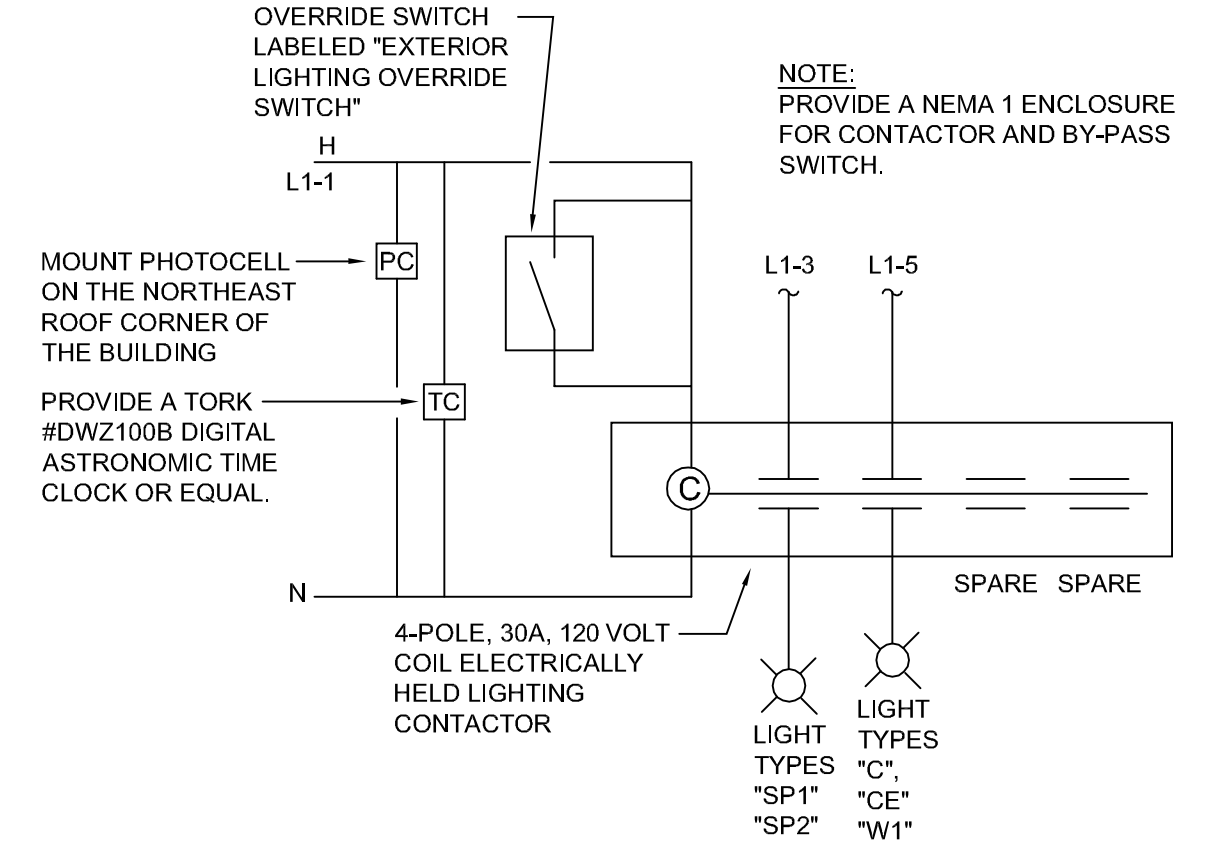 OVERRIDE SWITCH
LABELED "EXTERIOR
LIGHTING OVERRIDE
SWITCH"
NOTE:
PROVIDE A NEMA 1 ENCLOSURE
FOR CONTACTOR AND BY-PASS
SWITCH.
H
L1-1
MOUNT PHOTOCELL
ON THE NORTHEAST
ROOF CORNER OF
THE BUILDING
PC
L1-3
L1-5
PROVIDE A TORK
#DWZ100B DIGITAL
ASTRONOMIC TIME
CLOCK OR EQUAL.
TC
C
N
SPARE
SPARE
4-POLE, 30A, 120 VOLT
COIL ELECTRICALLY
HELD LIGHTING
CONTACTOR
LIGHT
TYPES
"SP1"
"SP2"
LIGHT
TYPES
"C",
"CE"
"W1"